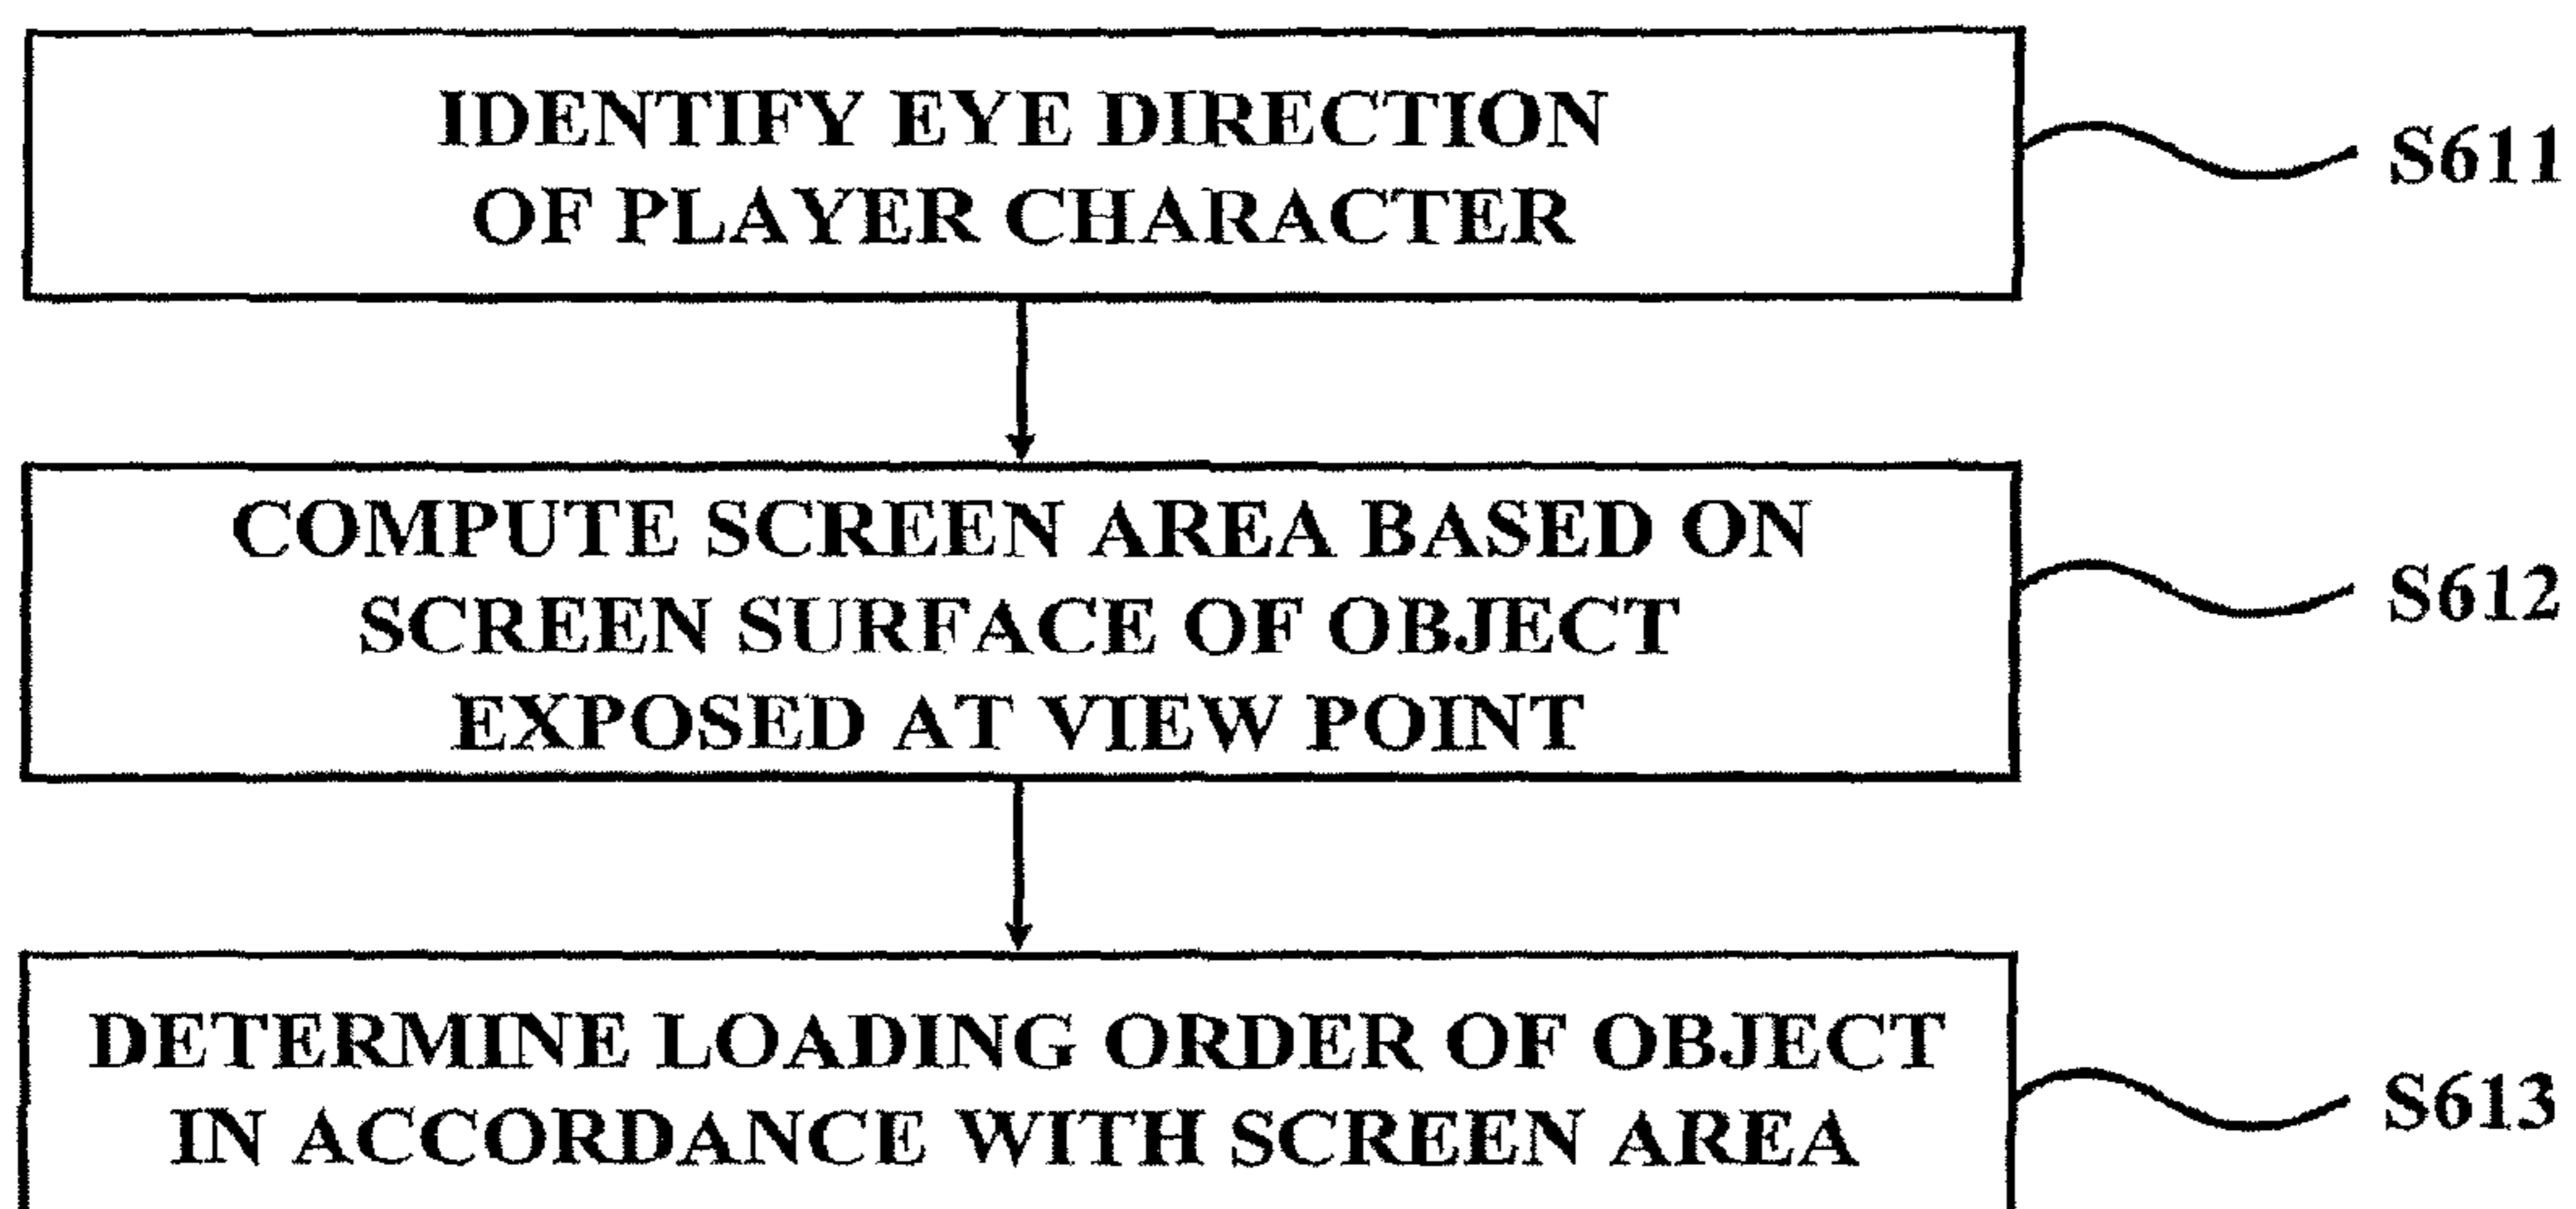 IDENTIFY EYE DIRECTION
OF PLAYER CHARACTER
S611
COMPUTE SCREEN AREA BASED ON
SCREEN SURFACE OF OBJECT
EXPOSED AT VIEW POINT
S612
DETERMINE LOADING ORDER OF OBJECT
IN ACCORDANCE WITH SCREEN AREA
S613